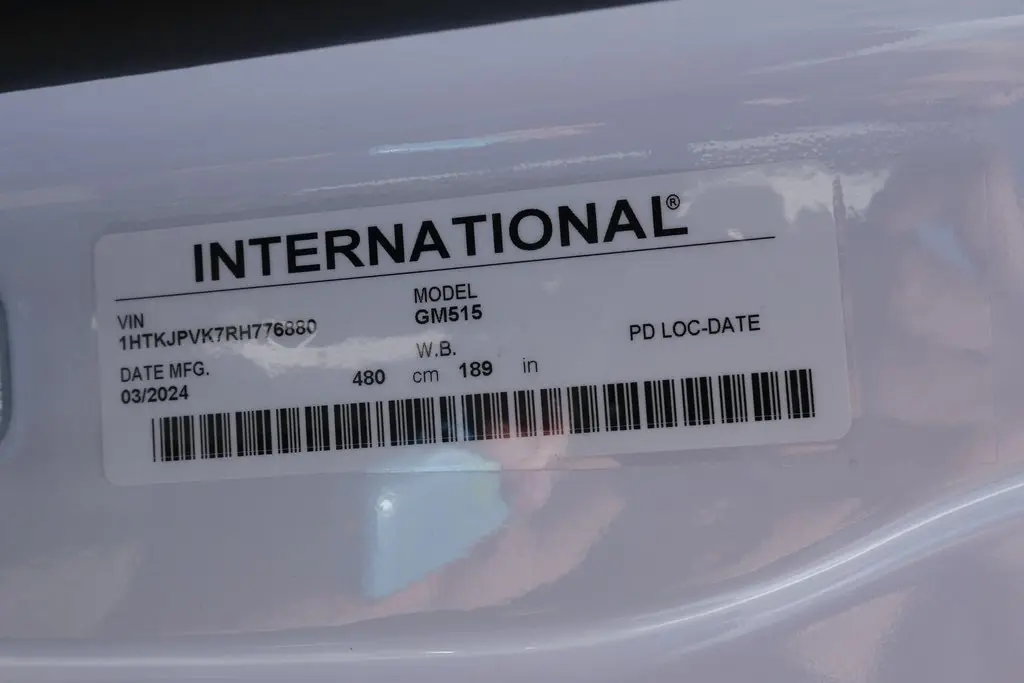 INTERNATIONAL®
VIN
1HTKJPVK7RH776880
MODEL
GM515
DATE MFG.
03/2024
W.B.
480 cm 189 in
PD LOC-DATE